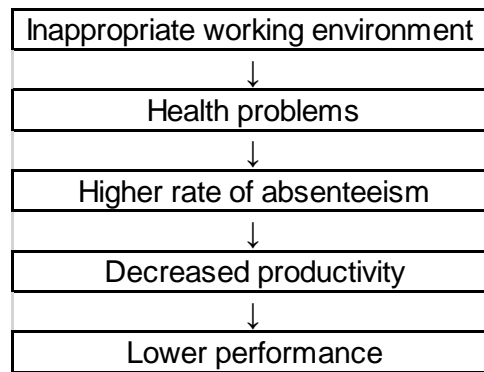 Inappropriate working environment
↓
Health problems
↓
Higher rate of absenteeism
↓
Decreased productivity
↓
Lower performance